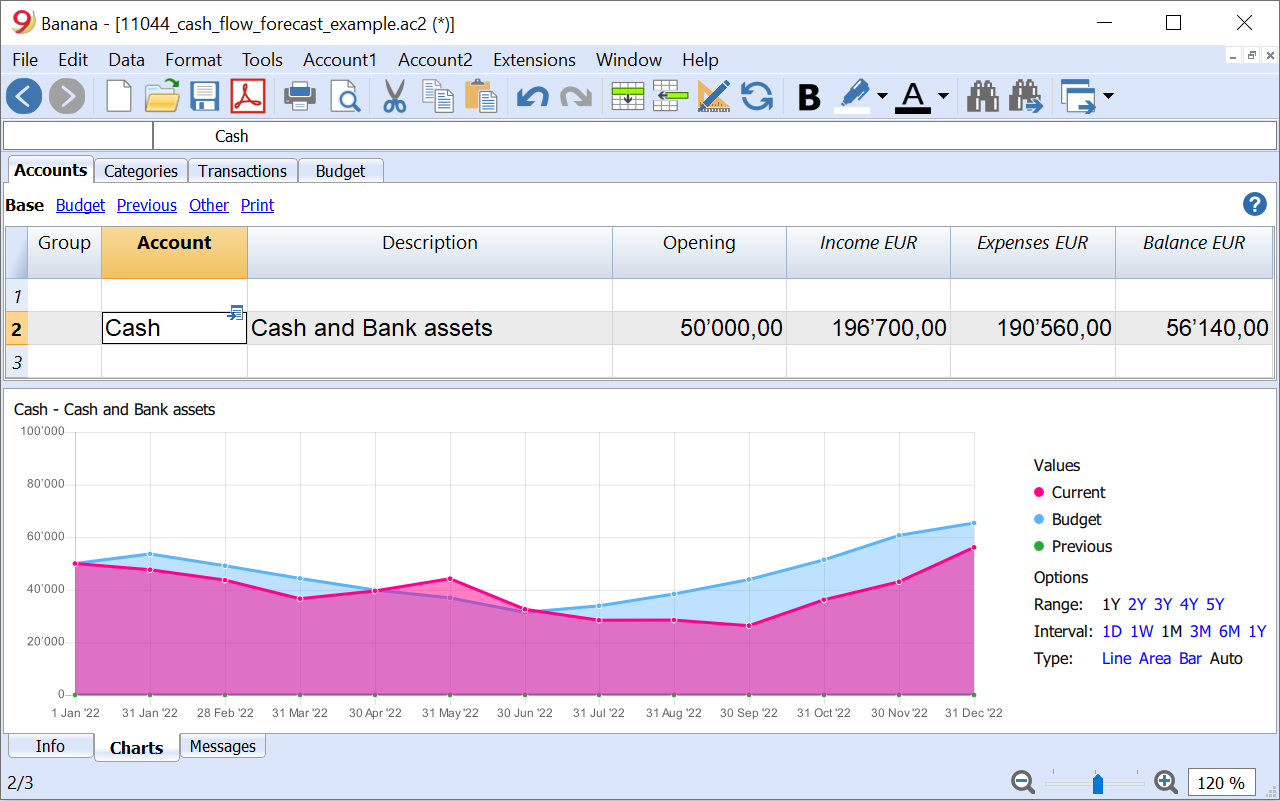 Banana - [11044_cash_flow_forecast_example.ac2 (*)]
File Edit Data Format Tools Account1 Account2 Extensions Window Help
B A
Cash
Accounts Categories Transactions Budget
Base Budget Previous Other Print ?
Group Account Description Opening Income EUR Expenses EUR Balance EUR
1
2 Cash Cash and Bank assets 50’000,00 196’700,00 190’560,00 56’140,00
3
Cash - Cash and Bank assets
100'000
80'000
60'000
40'000
20'000
0
1 Jan '22 31 Jan '22 28 Feb '22 31 Mar '22 30 Apr '22 31 May '22 30 Jun '22 31 Jul '22 31 Aug '22 30 Sep '22 31 Oct '22 30 Nov '22 31 Dec '22
Values
Current
Budget
Previous
Options
Range: 1Y 2Y 3Y 4Y 5Y
Interval: 1D 1W 1M 3M 6M 1Y
Type: Line Area Bar Auto
Info Charts Messages
2/3 120 %